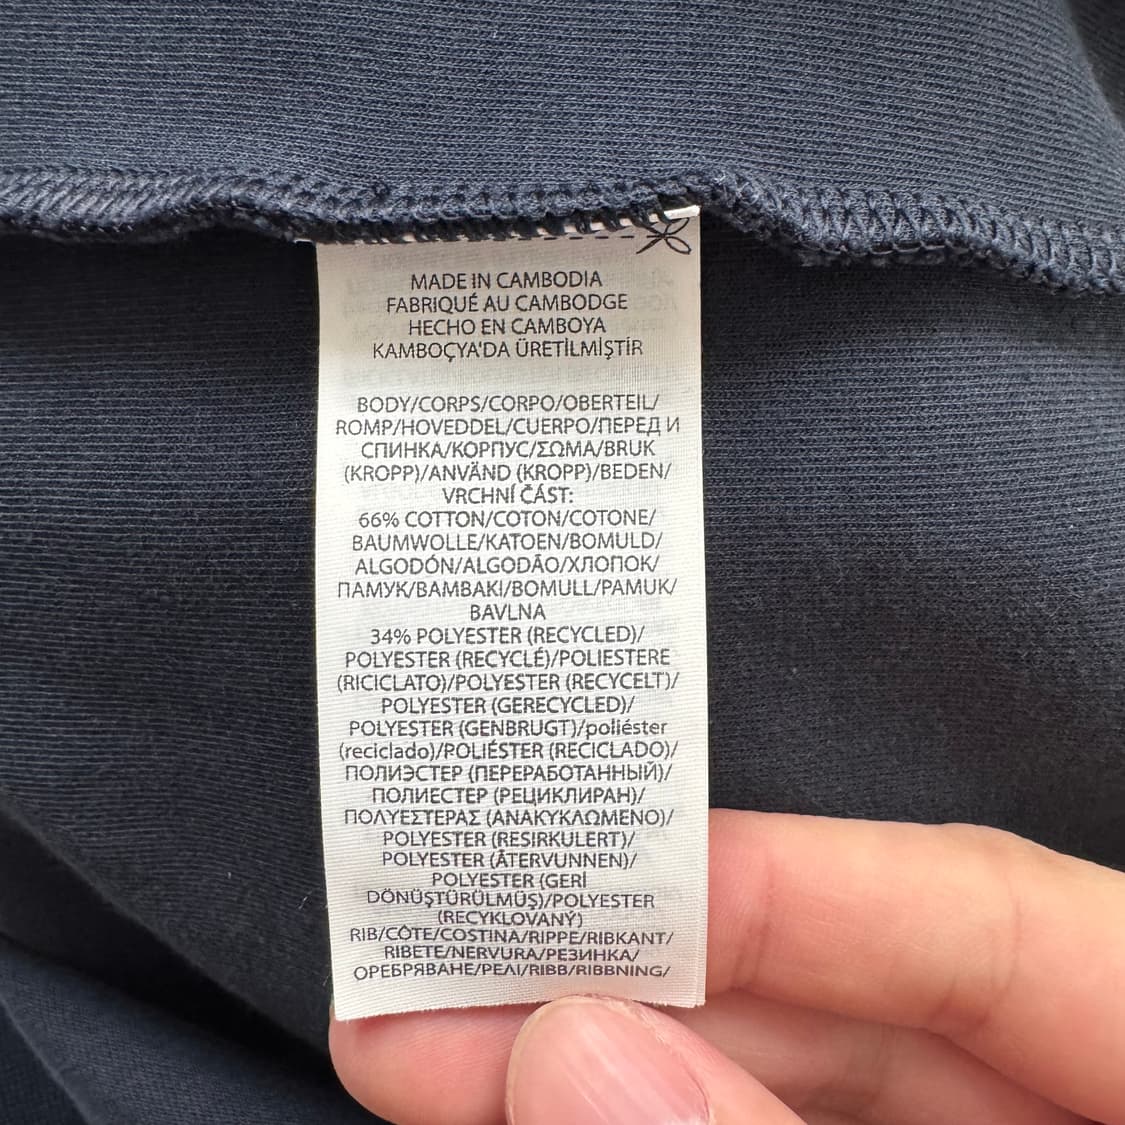 MADE IN CAMBODIA
FABRIQUÉ AU CAMBODGE
HECHO EN CAMBOYA
KAMBOÇYA'DA ÜRETİLMİŞTİR
BODY/CORPS/CORPO/OBERTEIL/
ROMP/HOVEDDEL/CUERPO/ПЕРЕД И
СПИНКА/КОРПУС/ΣΩΜΑ/BRUK
(KROPP)/ANVÄND (KROPP)/BEDEN/
VRCHNÍ ČÁST:
66% COTTON/COTON/COTONE/
BAUMWOLLE/KATOEN/BOMULD/
ALGODÓN/ALGODÃO/ХЛОПОК/
ПАМУК/ΒΑΜΒΑΚΙ/BOMULL/PAMUK/
BAVLNA
34% POLYESTER (RECYCLED)/
POLYESTER (RECYCLÉ)/POLIESTERE
(RICICLATO)/POLYESTER (RECYCELT)/
POLYESTER (GERECYCLED)/
POLYESTER (GENBRUGT)/poliéster
(reciclado)/POLIÉSTER (RECICLADO)/
ПОЛИЭСТЕР (ПЕРЕРАБОТАННЫЙ)/
ПОЛИЕСТЕР (РЕЦИКЛИРАН)/
ΠΟΛΥΕΣΤΕΡΑΣ (ΑΝΑΚΥΚΛΩΜΕΝΟ)/
POLYESTER (RESIRKULERT)/
POLYESTER (ÅTERVUNNEN)/
POLYESTER (GERİ
DÖNÜŞTÜRÜLMÜŞ)/POLYESTER
(RECYKLOVANÝ)
RIB/CÔTE/COSTINA/RIPPE/RIBKANT/
RIBETE/NERVURA/РЕЗИНКА/
ОРЕБРЯВАНЕ/ΡΕΛΙ/RIBB/RIBBNING/